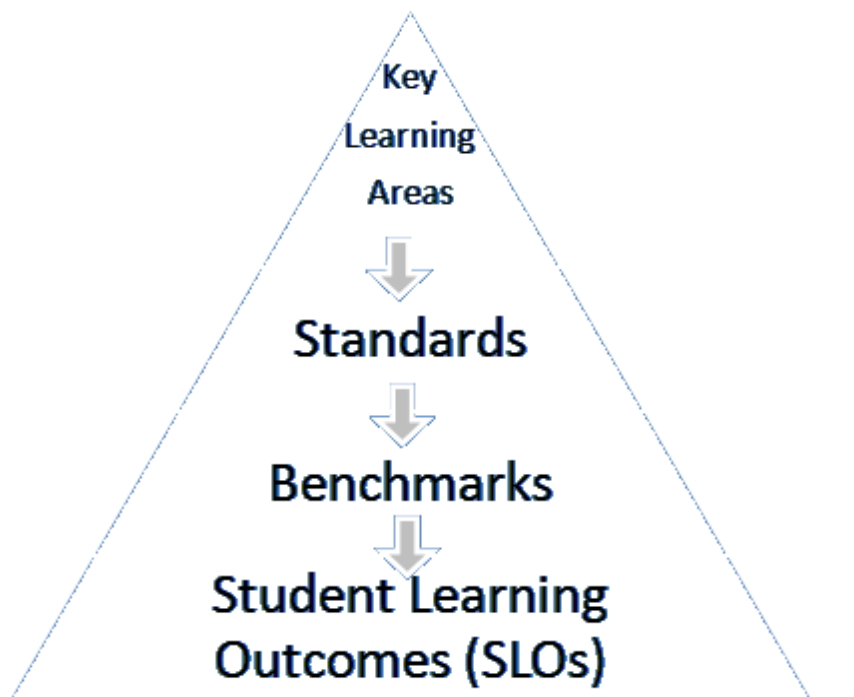 Key
Learning
Areas
Standards
Benchmarks
Student Learning
Outcomes (SLOs)